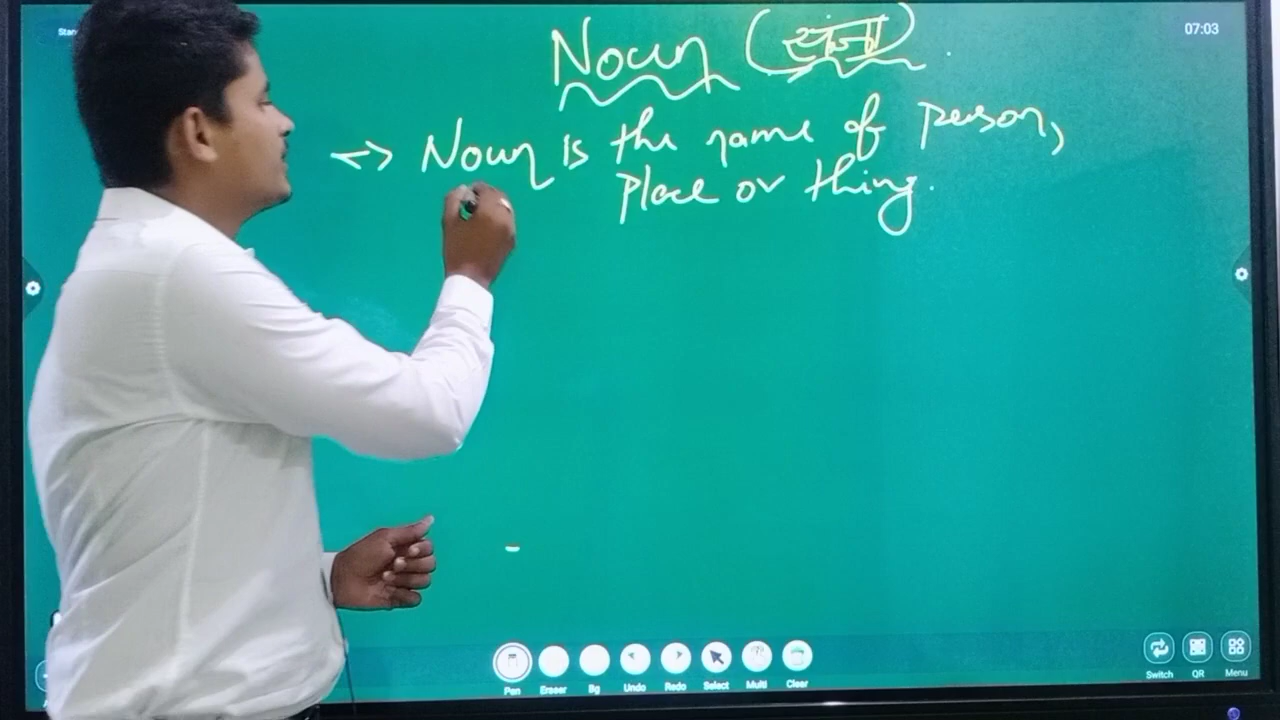 Stan
07:03
Noun (संज्ञा)
<-> Noun is the name of person,
place or thing.
Pen Eraser Bg Undo Redo Select Multi Clear
Switch QR Menu